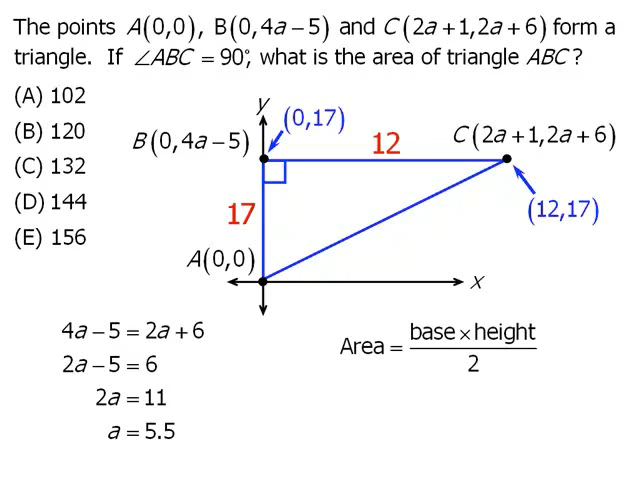 The points A(0,0), B(0,4a−5) and C(2a+1,2a+6) form a
triangle. If ∠ABC = 90°, what is the area of triangle ABC?
(A) 102
(B) 120
(C) 132
(D) 144
(E) 156
y
(0,17)
B(0,4a−5)
12
C(2a+1,2a+6)
17
(12,17)
A(0,0)
x
4a−5=2a+6
2a−5=6
2a=11
a=5.5
Area = base×height
2